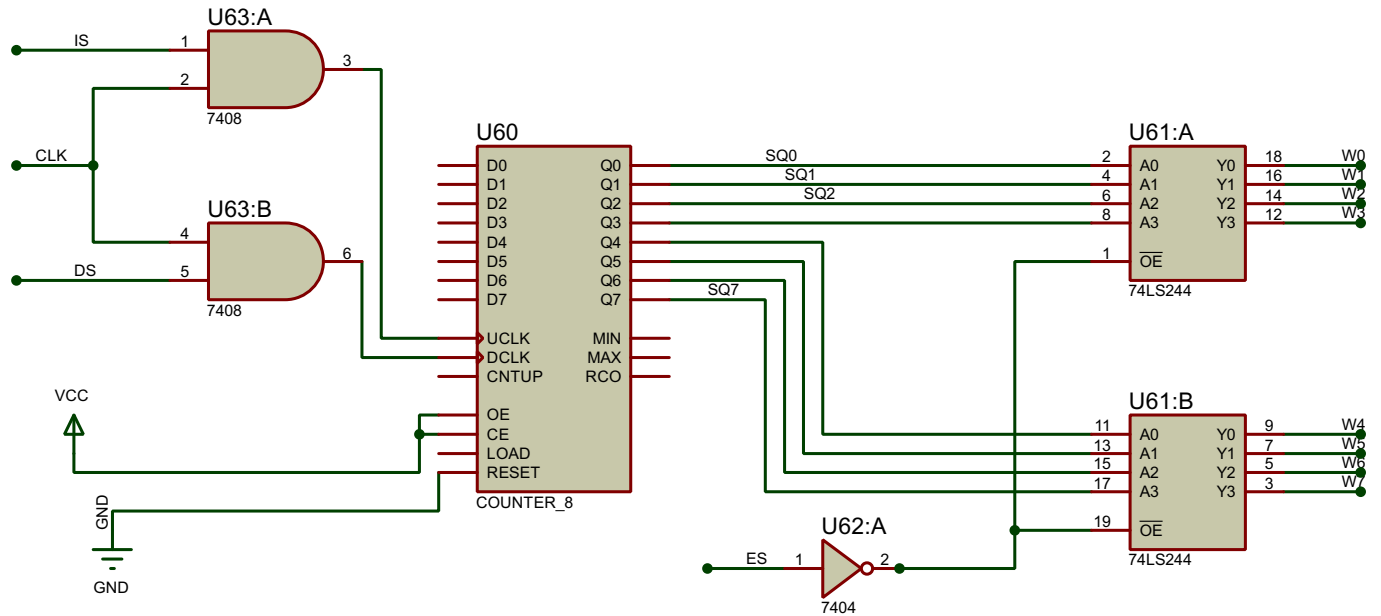 U63:A
IS
1
2
3
7408
CLK
U63:B
4
5
6
DS
7408
U60
D0
D1
D2
D3
D4
D5
D6
D7
UCLK
DCLK
CNTUP
OE
CE
LOAD
RESET
Q0
Q1
Q2
Q3
Q4
Q5
Q6
Q7
MIN
MAX
RCO
COUNTER_8
VCC
GND
GND
SQ0
SQ1
SQ2
SQ7
U61:A
2 A0 Y0 18 W0
4 A1 Y1 16 W1
6 A2 Y2 14 W2
8 A3 Y3 12 W3
1 OE
74LS244
U61:B
11 A0 Y0 9 W4
13 A1 Y1 7 W5
15 A2 Y2 5 W6
17 A3 Y3 3 W7
19 OE
74LS244
U62:A
ES
1
2
7404